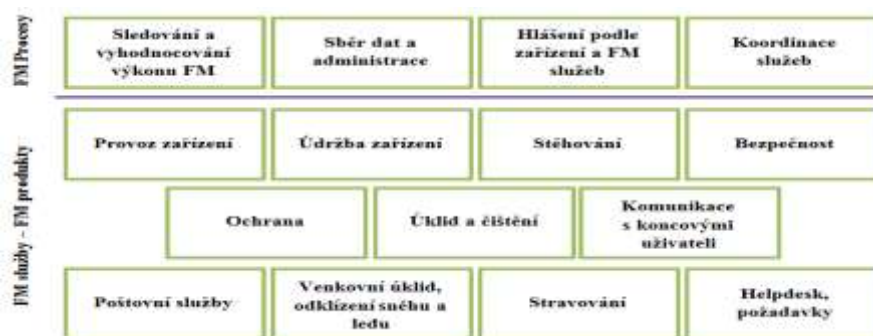 FM Procesy
Sledování a
vyhodnocování
výkonu FM
Sběr dat a
administrace
Hlášení podle
zařízení a FM
služeb
Koordinace
služeb
FM služby – FM produkty
Provoz zařízení
Údržba zařízení
Stěhování
Bezpečnost
Ochrana
Úklid a čištění
Komunikace
s koncovými
uživateli
Poštovní služby
Venkovní úklid,
odklízení sněhu a
ledu
Stravování
Helpdesk,
požadavky